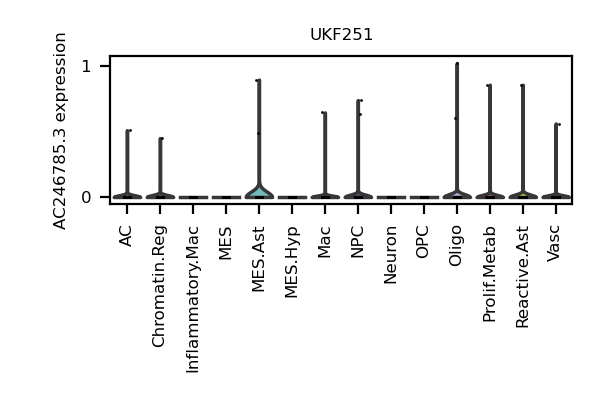 UKF251
AC246785.3 expression
1
0
AC
Chromatin.Reg
Inflammatory.Mac
MES
MES.Ast
MES.Hyp
Mac
NPC
Neuron
OPC
Oligo
Prolif.Metab
Reactive.Ast
Vasc